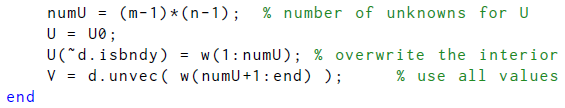 numU = (m-1)*(n-1);  % number of unknowns for U
U = U0;
U(~d.isbndy) = w(1:numU); % overwrite the interior
V = d.unvec( w(numU+1:end) );      % use all values
end